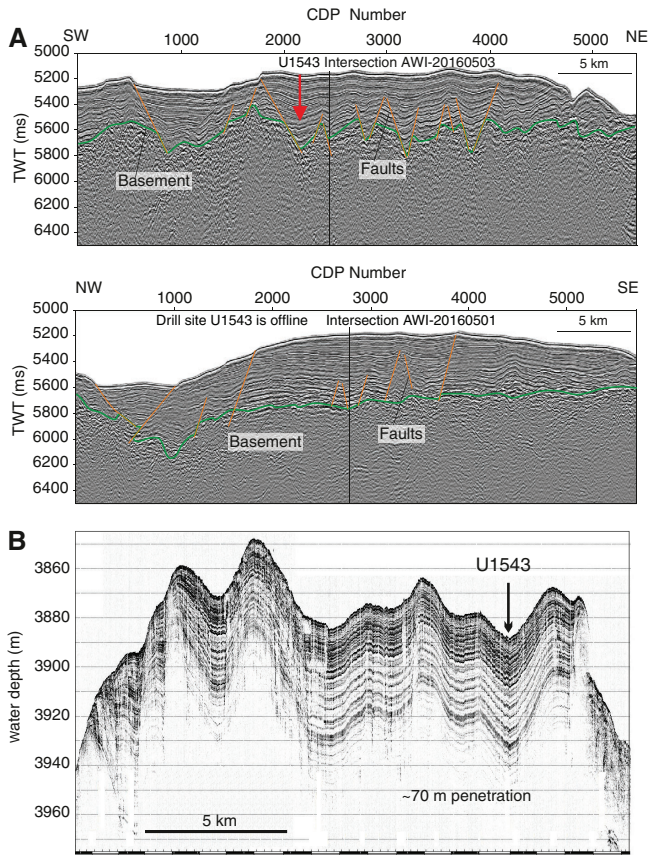 A
CDP Number
SW
NE
1000
2000
3000
4000
5000
5000
U1543 Intersection AWI-20160503
5 km
5200
5400
5600
5800
6000
6200
6400
TWT (ms)
Basement
Faults
CDP Number
NW
SE
1000
2000
3000
4000
5000
5000
Drill site U1543 is offline
Intersection AWI-20160501
5 km
5200
5400
5600
5800
6000
6200
6400
TWT (ms)
Basement
Faults
B
U1543
3860
3880
3900
3920
3940
3960
water depth (m)
~70 m penetration
5 km